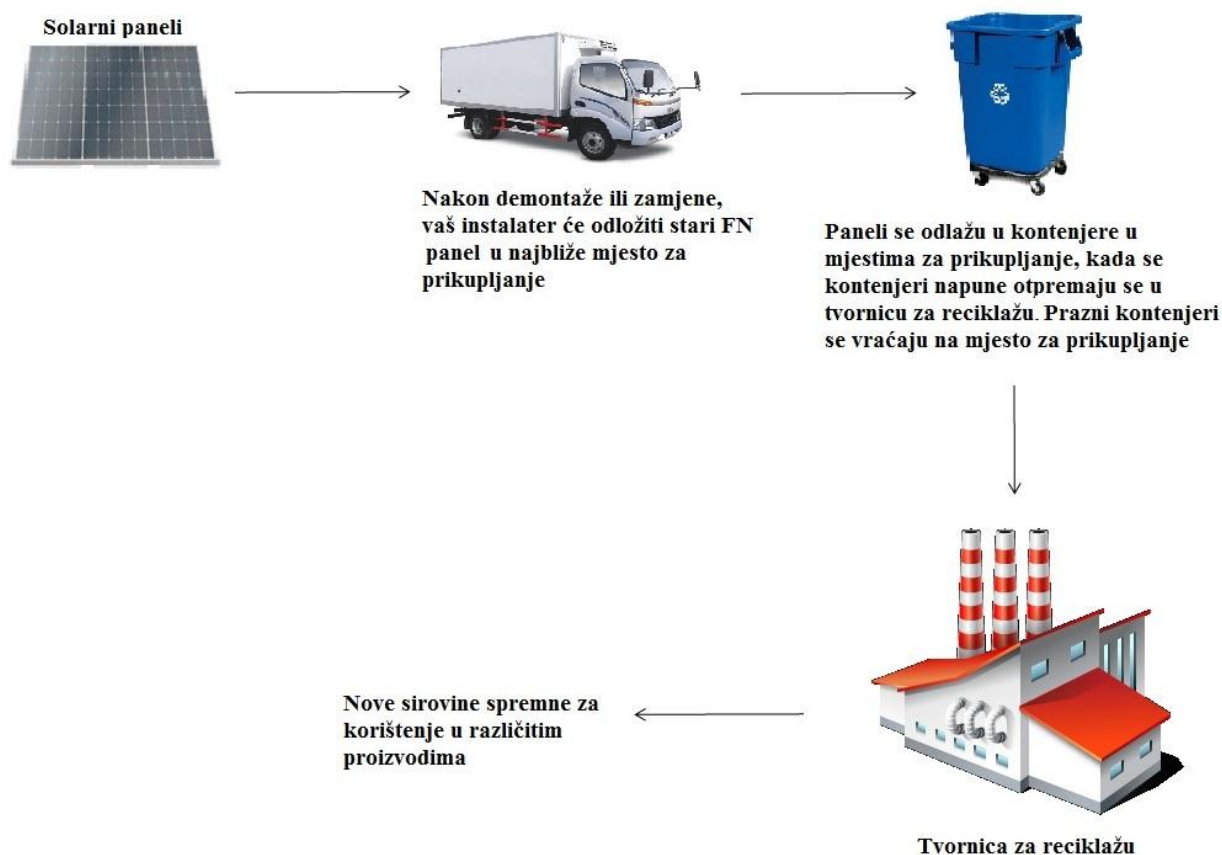 Solarni paneli
Nakon demontaže ili zamjene,
vaš instalater će odložiti stari FN
panel u najbliže mjesto za
prikupljanje
Paneli se odlažu u kontenjere u
mjestima za prikupljanje, kada se
kontenjeri napune otpremaju se u
tvornicu za reciklažu. Prazni kontenjeri
se vraćaju na mjesto za prikupljanje
Nove sirovine spremne za
korištenje u različitim
proizvodima
Tvornica za reciklažu